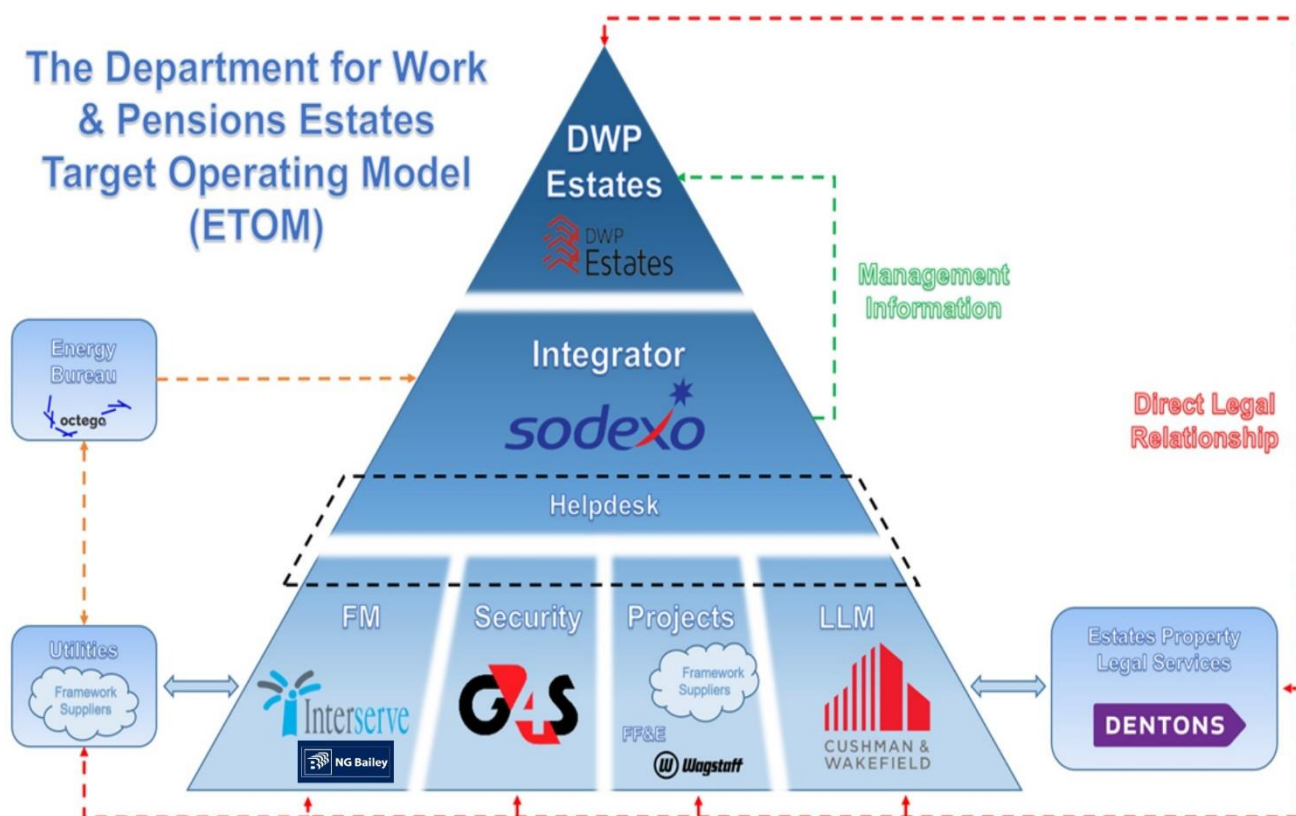 The Department for Work
& Pensions Estates
Target Operating Model
(ETOM)
DWP
Estates
DWP
Estates
Management
Information
Integrator
sodexo
Energy
Bureau
octego
Direct Legal
Relationship
Helpdesk
FM
Security
Projects
LLM
Utilities
Framework
Suppliers
Interserve
NG Bailey
G4S
Framework
Suppliers
FF&E
W Wagstaff
CUSHMAN &
WAKEFIELD
Estates Property
Legal Services
DENTONS